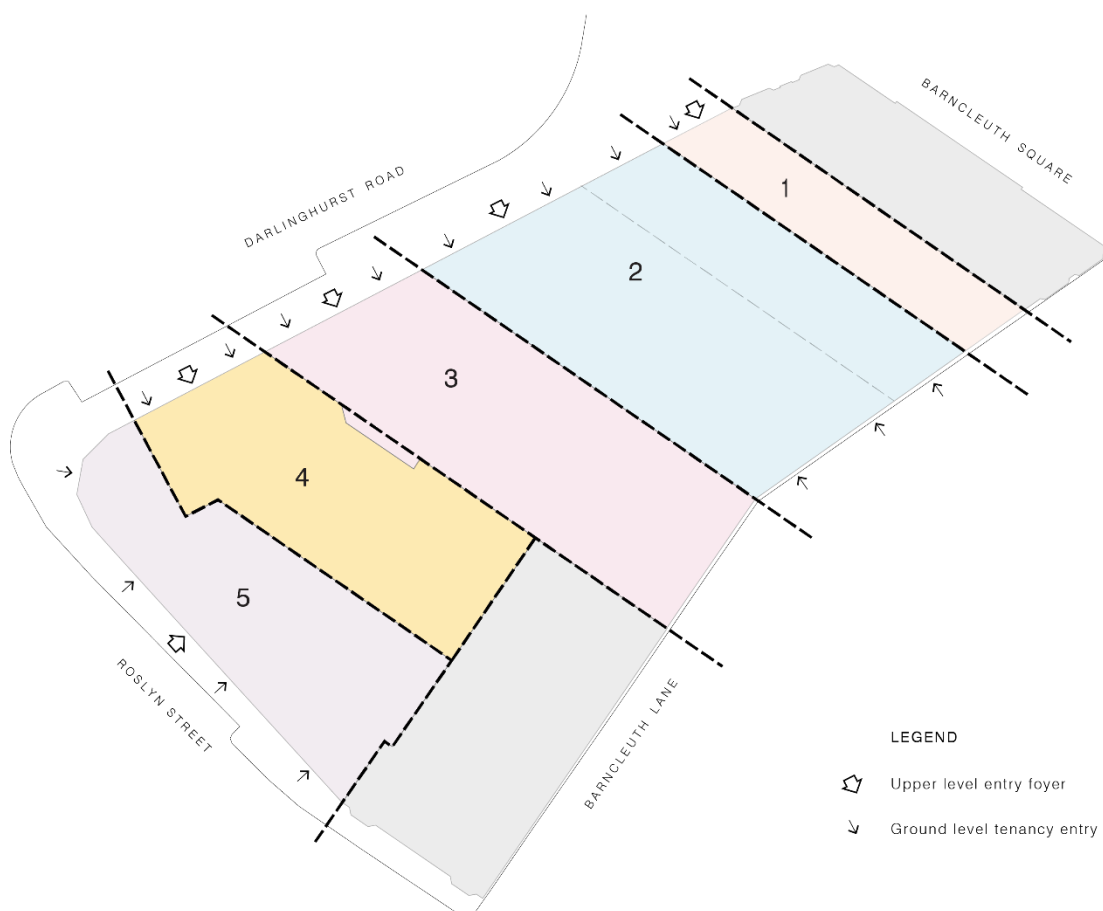 BARNCLEUTH SQUARE
DARLINGHURST ROAD
1
2
3
4
5
ROSLYN STREET
BARNCLEUTH LANE
LEGEND
Upper level entry foyer
Ground level tenancy entry